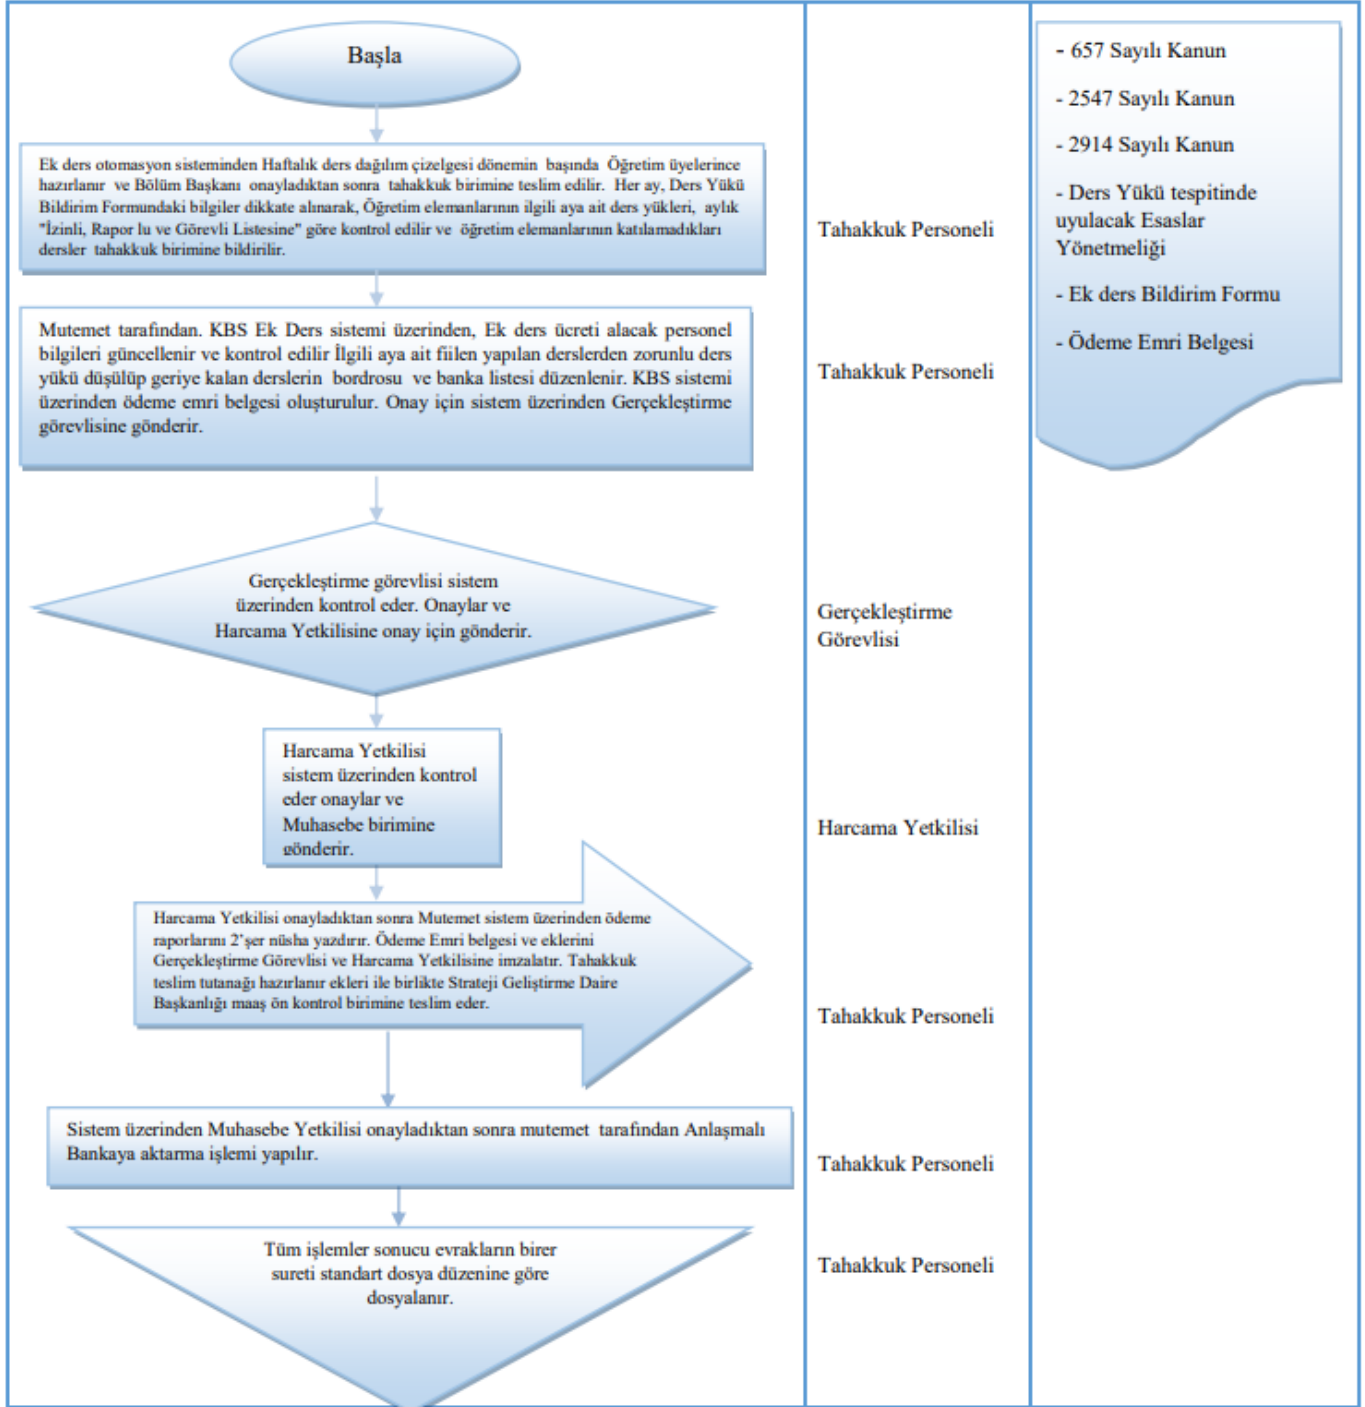 Başla
Ek ders otomasyon sisteminden Haftalık ders dağılım çizelgesi dönemin başında Öğretim üyelerince
hazırlanır ve Bölüm Başkanı onayladıktan sonra tahakkuk birimine teslim edilir. Her ay, Ders Yükü
Bildirim Formundaki bilgiler dikkate alınarak, Öğretim elemanlarının ilgili aya ait ders yükleri, aylık
"İzinli, Rapor lu ve Görevli Listesine" göre kontrol edilir ve öğretim elemanlarının katılamadıkları
dersler tahakkuk birimine bildirilir.
Mutemet tarafından. KBS Ek Ders sistemi üzerinden, Ek ders ücreti alacak personel
bilgileri güncellenir ve kontrol edilir İlgili aya ait fiilen yapılan derslerden zorunlu ders
yükü düşülüp geriye kalan derslerin bordrosu ve banka listesi düzenlenir. KBS sistemi
üzerinden ödeme emri belgesi oluşturulur. Onay için sistem üzerinden Gerçekleştirme
görevlisine gönderir.
Gerçekleştirme görevlisi sistem
üzerinden kontrol eder. Onaylar ve
Harcama Yetkilisine onay için gönderir.
Harcama Yetkilisi
sistem üzerinden kontrol
eder onaylar ve
Muhasebe birimine
gönderir.
Harcama Yetkilisi onayladıktan sonra Mutemet sistem üzerinden ödeme
raporlarını 2'şer nüsha yazdırır. Ödeme Emri belgesi ve eklerini
Gerçekleştirme Görevlisi ve Harcama Yetkilisine imzalatır. Tahakkuk
teslim tutanağı hazırlanır ekleri ile birlikte Strateji Geliştirme Daire
Başkanlığı maaş ön kontrol birimine teslim eder.
Sistem üzerinden Muhasebe Yetkilisi onayladıktan sonra mutemet tarafından Anlaşmalı
Bankaya aktarma işlemi yapılır.
Tüm işlemler sonucu evrakların birer
sureti standart dosya düzenine göre
dosyalanır.
Tahakkuk Personeli
Tahakkuk Personeli
Gerçekleştirme
Görevlisi
Harcama Yetkilisi
Tahakkuk Personeli
Tahakkuk Personeli
Tahakkuk Personeli
- 657 Sayılı Kanun
- 2547 Sayılı Kanun
- 2914 Sayılı Kanun
- Ders Yükü tespitinde
uyulacak Esaslar
Yönetmeliği
- Ek ders Bildirim Formu
- Ödeme Emri Belgesi